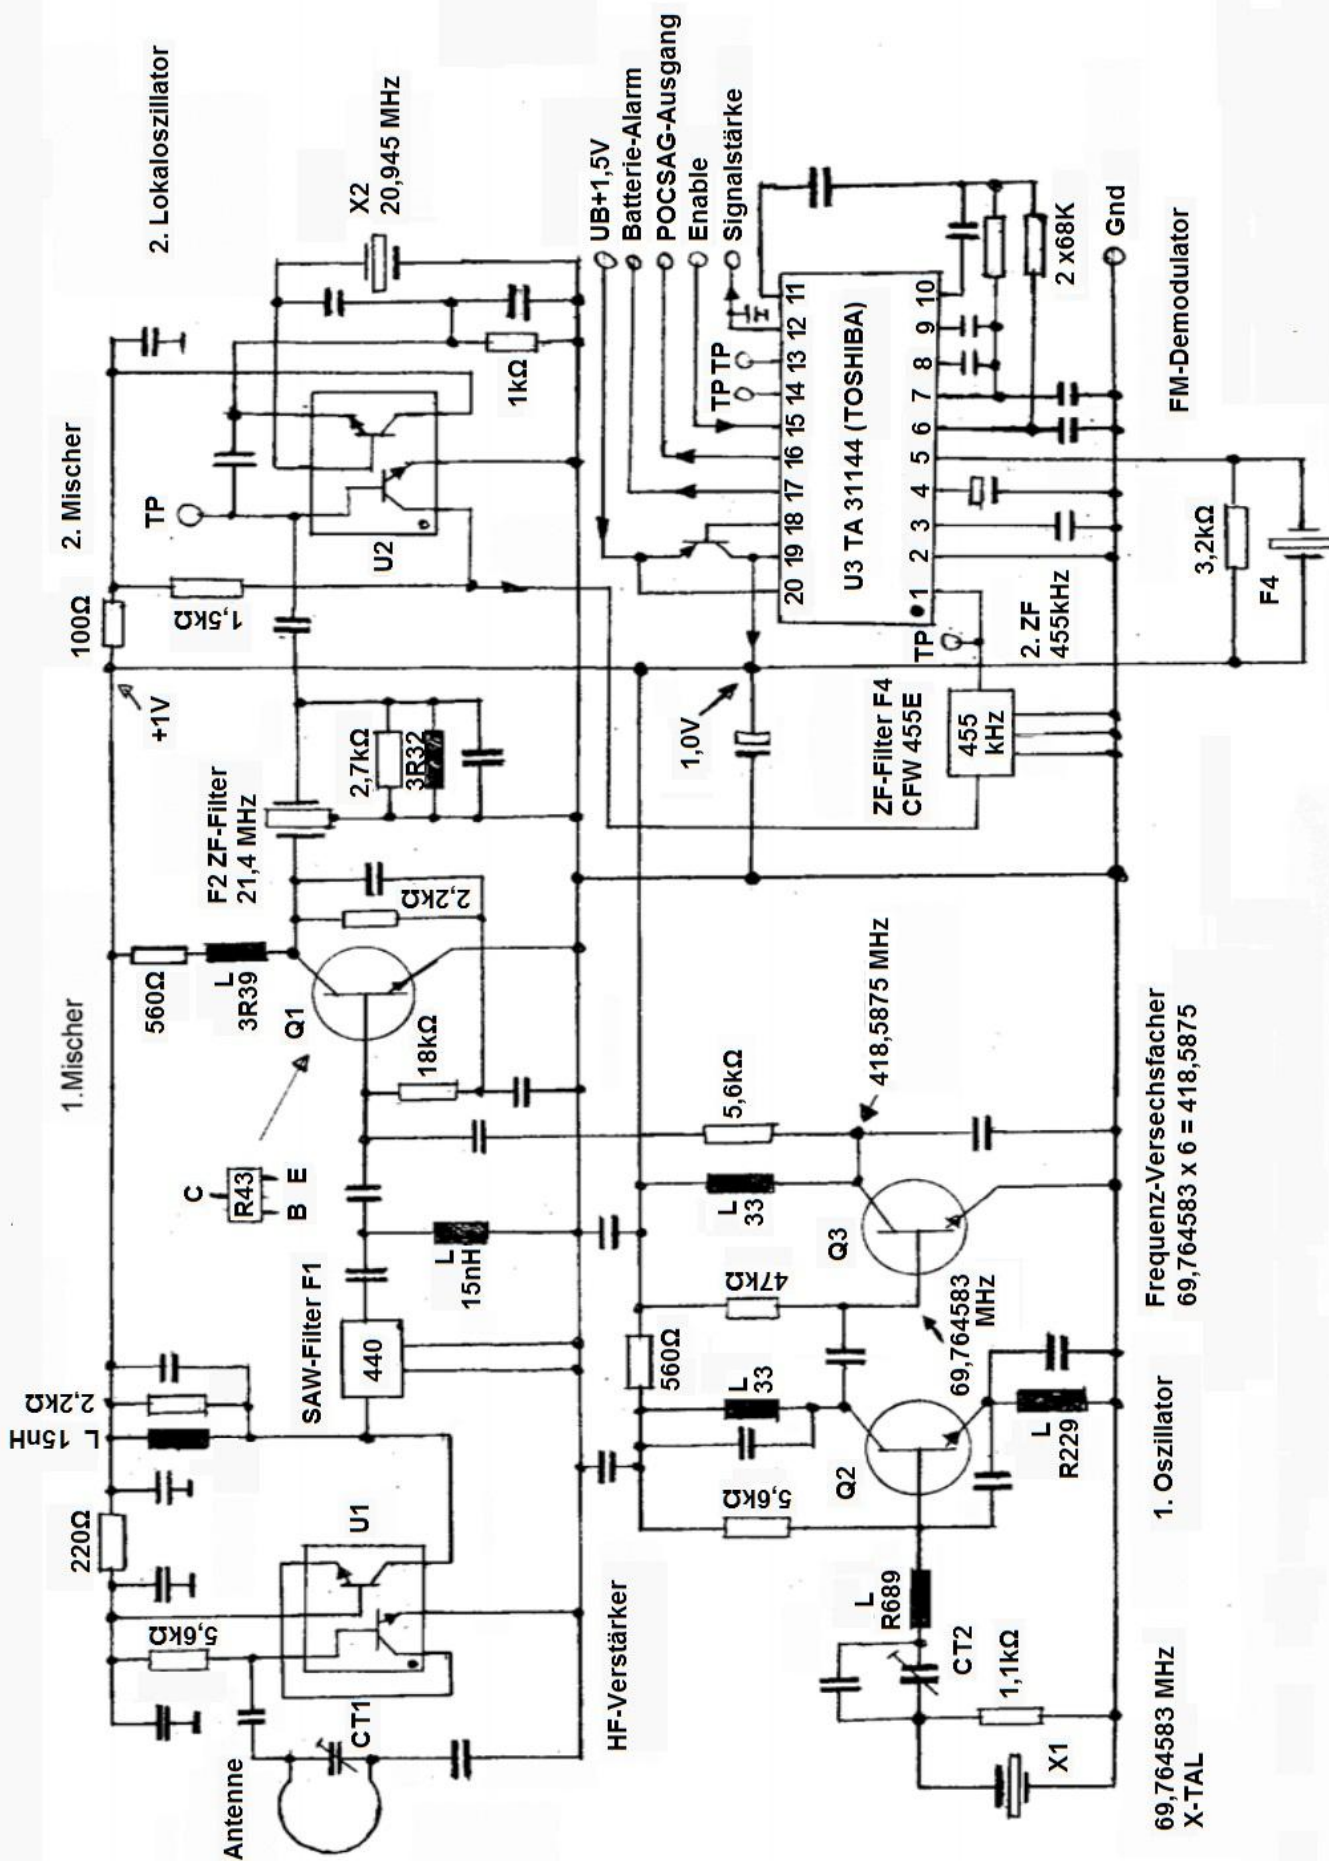 Antenne
CT1
5,6kΩ
220Ω
U1
HF-Verstärker
L 15nH
2,2kΩ
SAW-Filter F1
440
L
15nH
1.Mischer
C
R43
B E
Q1
560Ω
L
3R39
18kΩ
2,2kΩ
F2 ZF-Filter
21,4 MHz
2,7kΩ
3R32
+1V
100Ω
1,5kΩ
2. Mischer
TP
U2
1kΩ
2. Lokaloszillator
X2
20,945 MHz
69,764583 MHz
X-TAL
X1
1,1kΩ
CT2
L
R689
5,6kΩ
Q2
L
33
L
R229
1. Oszillator
560Ω
47kΩ
69,764583
MHz
Q3
L
33
5,6kΩ
418,5875 MHz
Frequenz-Versechsfacher
69,764583 x 6 = 418,5875
1,0V
ZF-Filter F4
CFW 455E
455
kHz
TP
2. ZF
455kHz
UB+1,5V
Batterie-Alarm
POCSAG-Ausgang
Enable
Signalstärke
TP TP
20 19 18 17 16 15 14 13 12 11
U3 TA 31144 (TOSHIBA)
1 2 3 4 5 6 7 8 9 10
2 x68K
Gnd
3,2kΩ
F4
FM-Demodulator